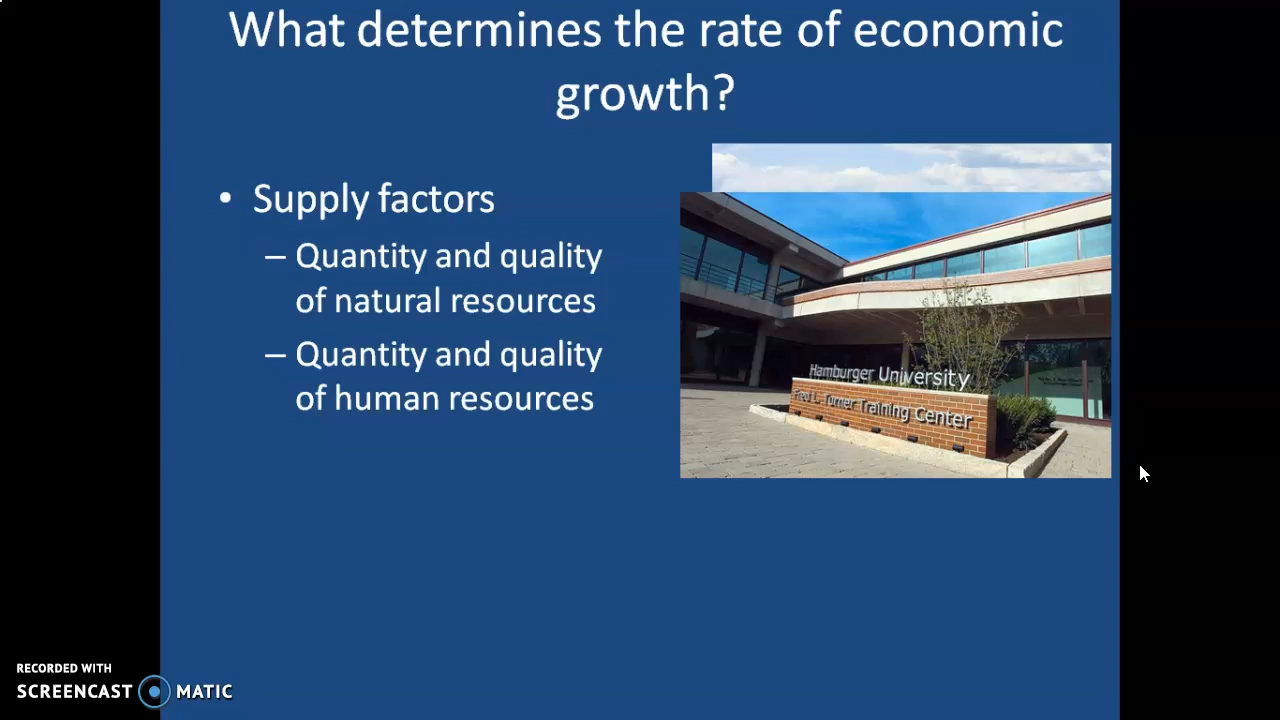 What determines the rate of economic
growth?
• Supply factors
– Quantity and quality
of natural resources
– Quantity and quality
of human resources
Hamburger University
Fred L. Turner Training Center
RECORDED WITH
SCREENCAST MATIC